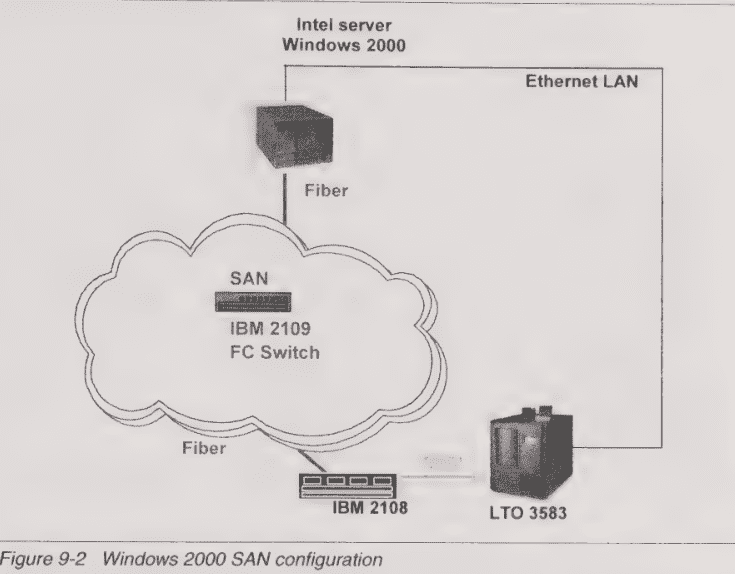 Intel server
Windows 2000
Ethernet LAN
Fiber
SAN
IBM 2109
FC Switch
Fiber
IBM 2108
LTO 3583
Figure 9-2 Windows 2000 SAN configuration